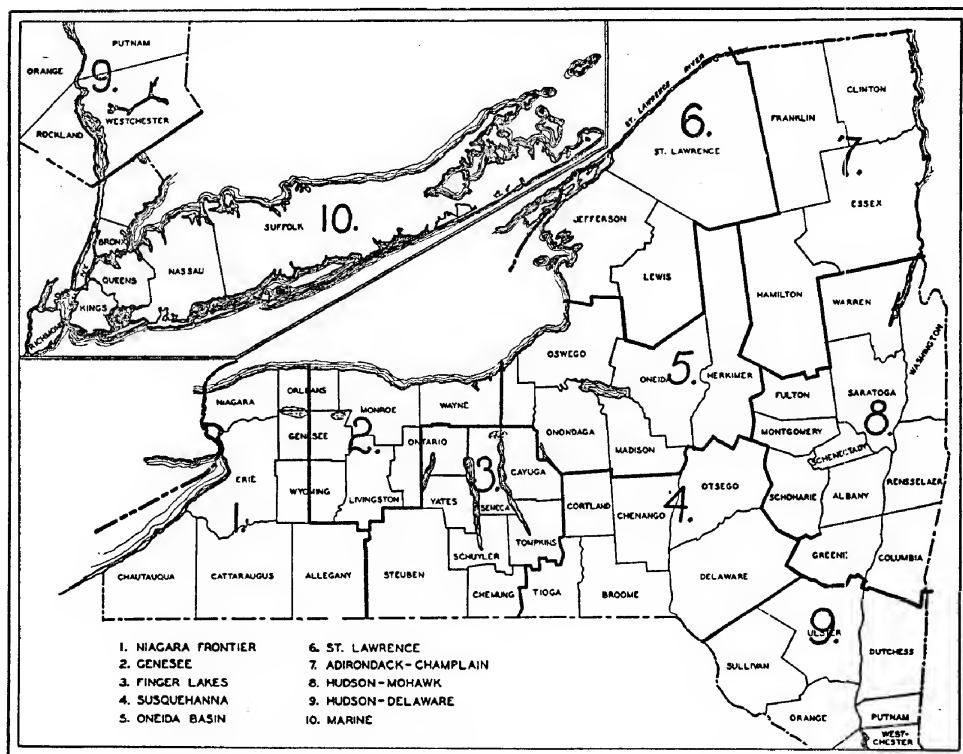 PUTNAM
ORANGE
9.
WESTCHESTER
ROCKLAND
SUFFOLK
10.
BRONX
QUEENS
NASSAU
KINGS
RICHMOND
ST. LAWRENCE RIVER
6.
ST. LAWRENCE
FRANKLIN
CLINTON
7.
ESSEX
JEFFERSON
LEWIS
HAMILTON
WARREN
WASHINGTON
OSWEGO
ONEIDA
5.
HERKIMER
FULTON
SARATOGA
8.
MONTGOMERY
SCHENECTADY
NIAGARA
ORLEANS
MONROE
WAYNE
GENESEE
2.
ONTARIO
ONONDAGA
MADISON
ERIE
1.
WYOMING
LIVINGSTON
YATES
3.
SENECA
CAYUGA
CORTLAND
CHENANGO
4.
OTSEGO
SCHOHARIE
ALBANY
RENSSELAER
SCHUYLER
TOMPKINS
GREENE
COLUMBIA
CHAUTAUQUA
CATTARAUGUS
ALLEGANY
STEUBEN
CHEMUNG
TIOGA
BROOME
DELAWARE
9.
ULSTER
SULLIVAN
DUTCHESS
ORANGE
PUTNAM
WEST-
CHESTER
1. NIAGARA FRONTIER
2. GENESEE
3. FINGER LAKES
4. SUSQUEHANNA
5. ONEIDA BASIN
6. ST. LAWRENCE
7. ADIRONDACK-CHAMPLAIN
8. HUDSON-MOHAWK
9. HUDSON-DELAWARE
10. MARINE